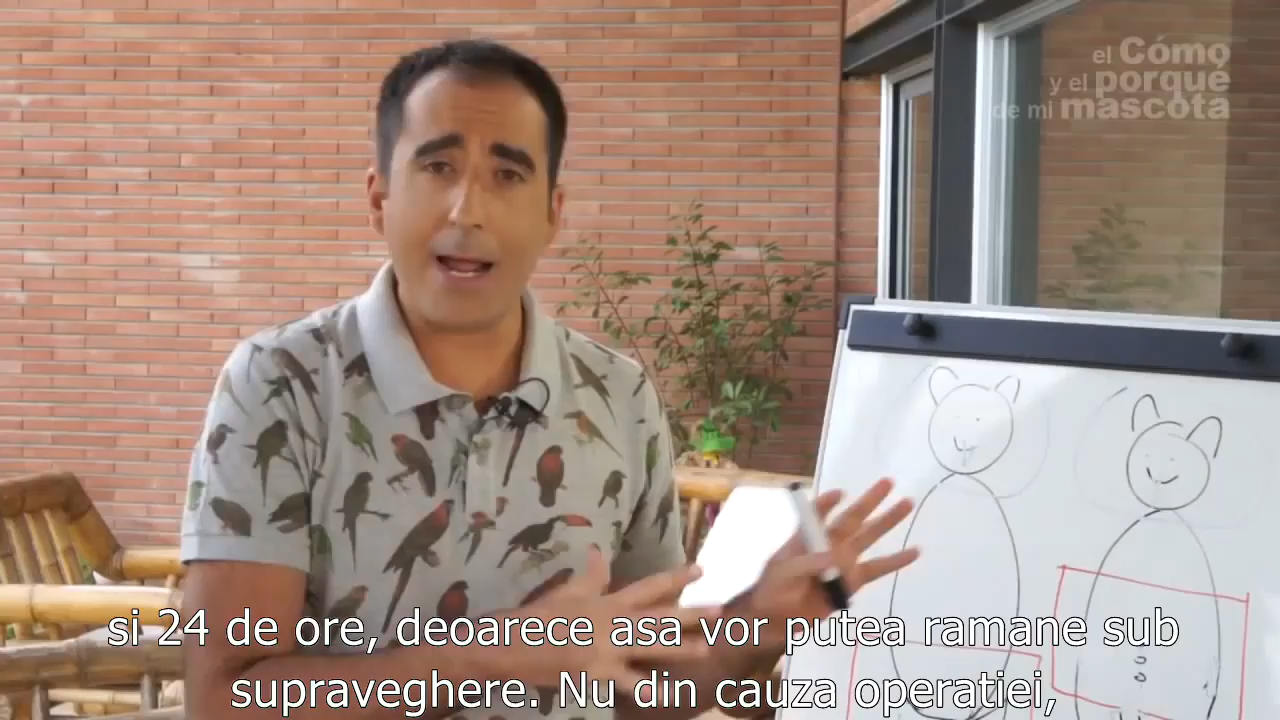 el Cómo
y el porqué
de mi mascota
si 24 de ore, deoarece asa vor putea ramane sub
supraveghere. Nu din cauza operatiei,